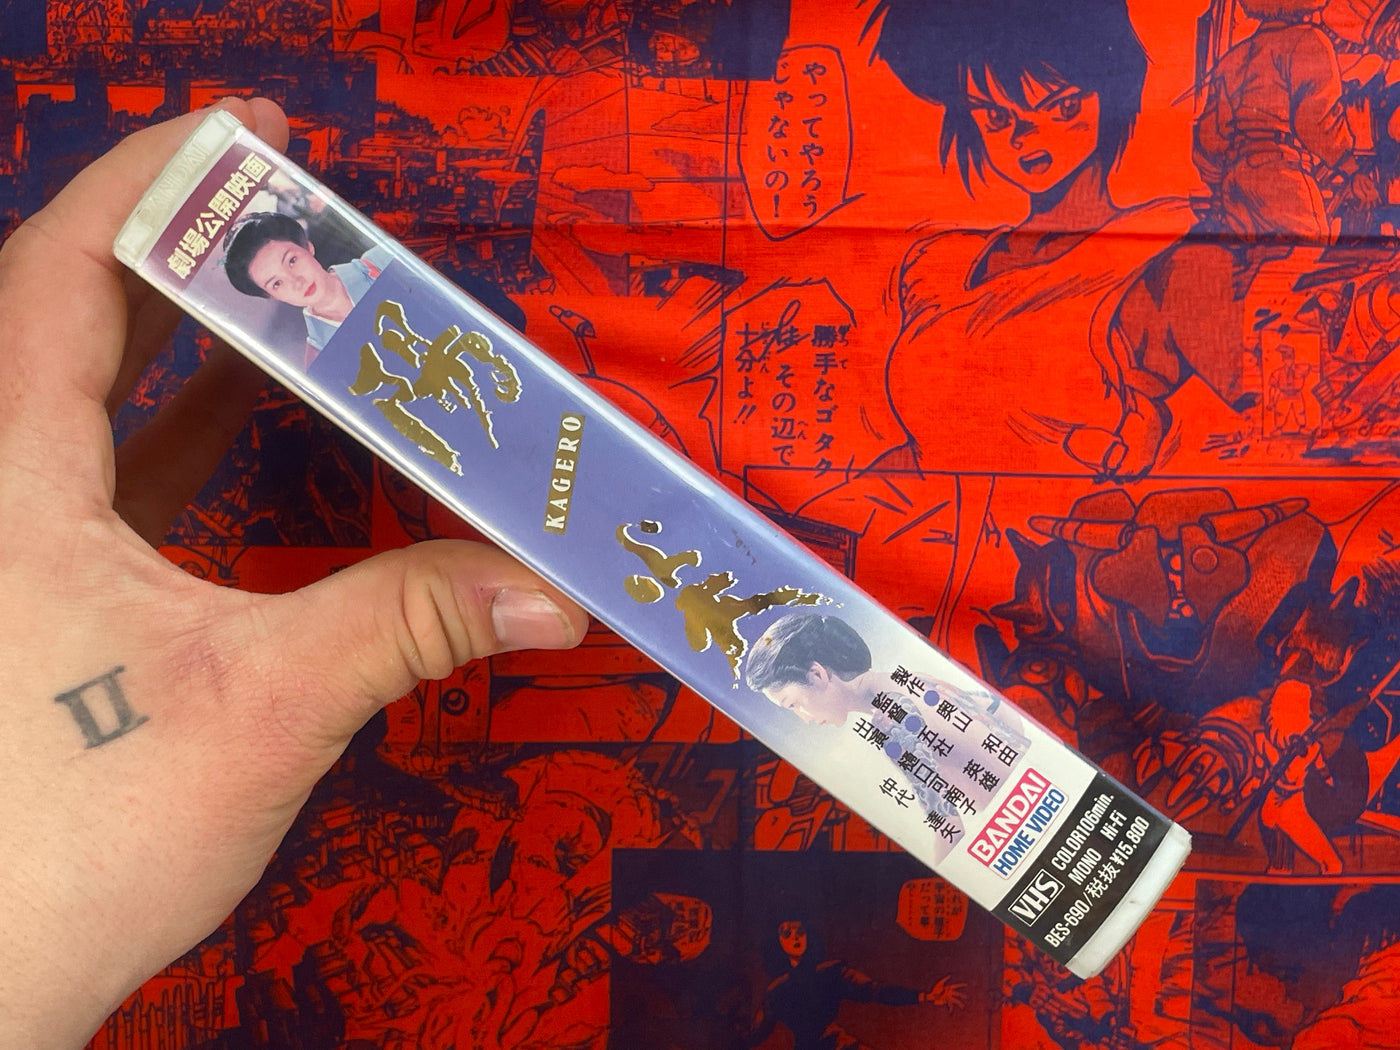 BANDAI
劇場公開映画
陽炎
KAGERO
製作●奥山 和由
監督●五社 英雄
出演●樋口可南子
仲代 達矢
BANDAI
HOME VIDEO
VHS COLOR106min.
MONO Hi-Fi
BES-690/税抜¥15,800
II
やってやろう
じゃないの!
勝手なゴタク
その辺で
十分よ!!